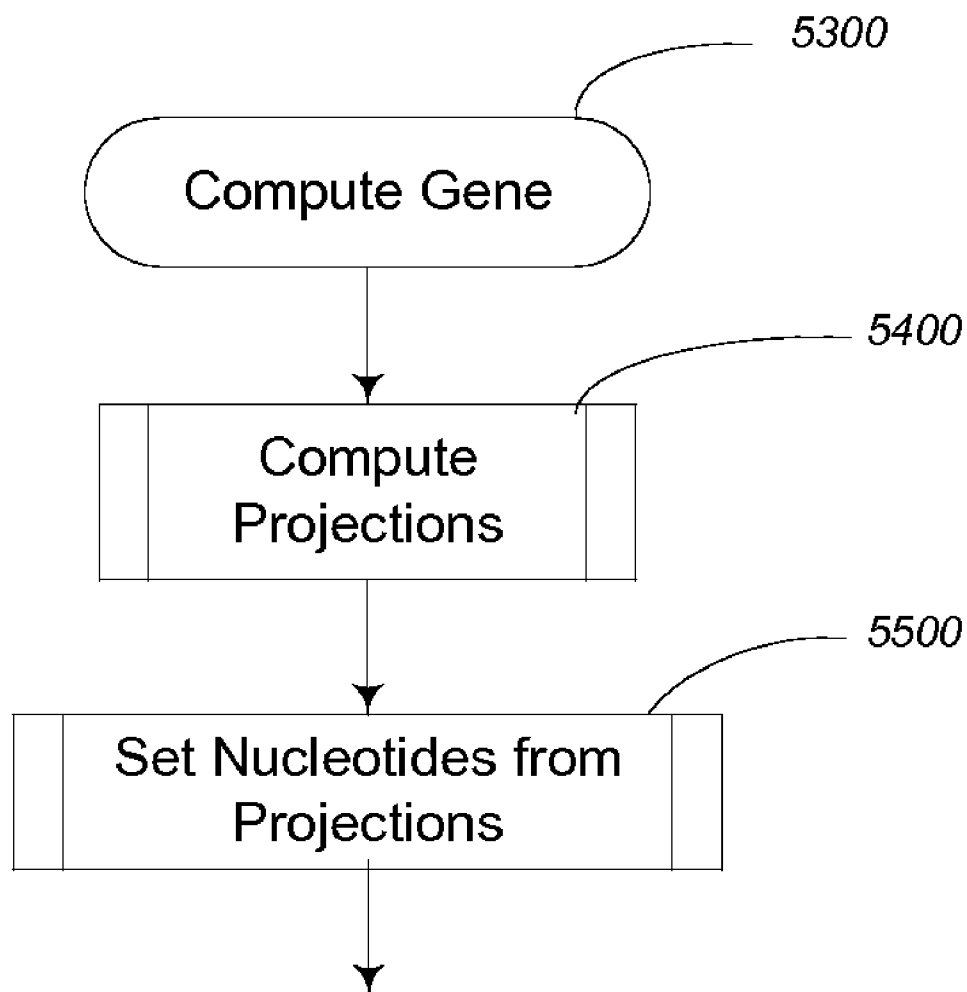 5300
Compute Gene
5400
Compute
Projections
5500
Set Nucleotides from
Projections